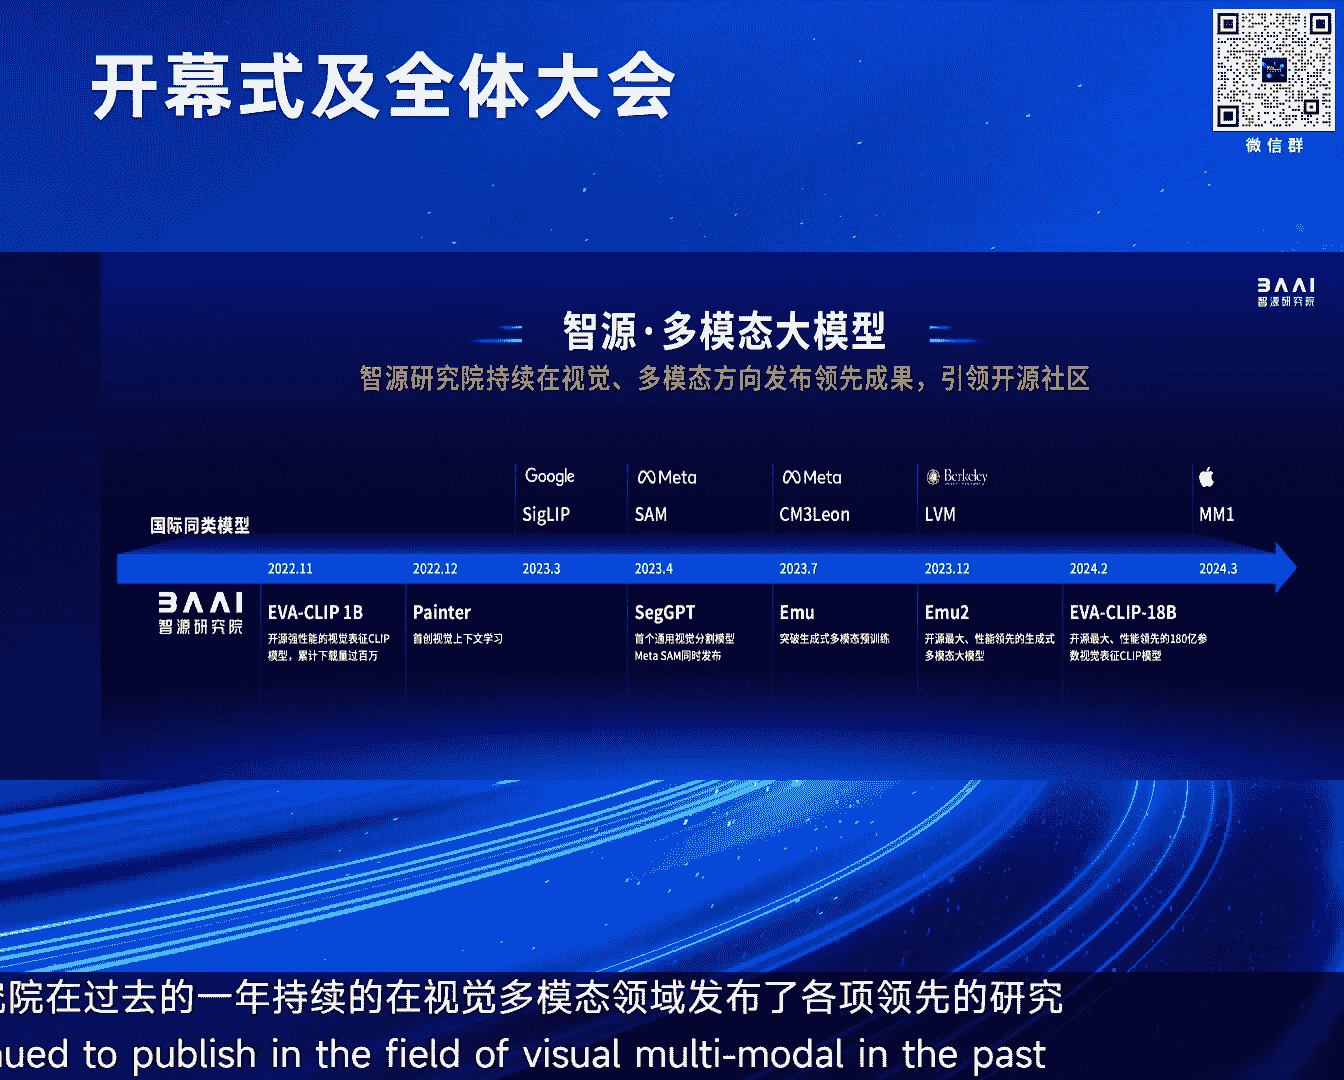 开幕式及全体大会
微信群
BAAI
智源研究院
智源·多模态大模型
智源研究院持续在视觉、多模态方向发布领先成果，引领开源社区
Google
Meta
Meta
Berkeley
SigLIP
SAM
CM3Leon
LVM
MM1
国际同类模型
2022.11
2022.12
2023.3
2023.4
2023.7
2023.12
2024.2
2024.3
BAAI
智源研究院
EVA-CLIP 1B
开源强性能的视觉表征CLIP
模型，累计下载量过百万
Painter
首创视觉上下文学习
SegGPT
首个通用视觉分割模型
Meta SAM同时发布
Emu
突破生成式多模态预训练
Emu2
开源最大、性能领先的生成式
多模态大模型
EVA-CLIP-18B
开源最大、性能领先的180亿参
数视觉表征CLIP模型
院在过去的一年持续的在视觉多模态领域发布了各项领先的研究
nued to publish in the field of visual multi-modal in the past